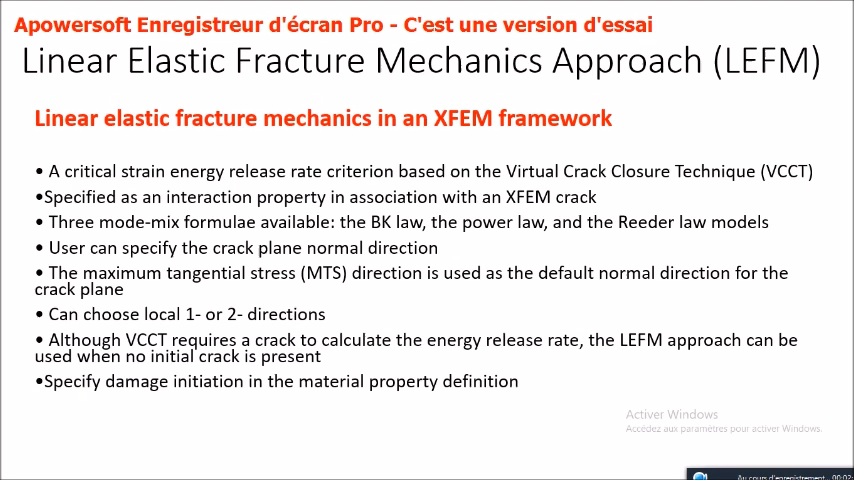 Apowersoft Enregistreur d'écran Pro - C'est une version d'essai
Linear Elastic Fracture Mechanics Approach (LEFM)
Linear elastic fracture mechanics in an XFEM framework
• A critical strain energy release rate criterion based on the Virtual Crack Closure Technique (VCCT)
•Specified as an interaction property in association with an XFEM crack
• Three mode-mix formulae available: the BK law, the power law, and the Reeder law models
• User can specify the crack plane normal direction
• The maximum tangential stress (MTS) direction is used as the default normal direction for the
crack plane
• Can choose local 1- or 2- directions
• Although VCCT requires a crack to calculate the energy release rate, the LEFM approach can be
used when no initial crack is present
•Specify damage initiation in the material property definition
Activer Windows
Accédez aux paramètres pour activer Windows.
Au cours d'enregistrement... 00:02: